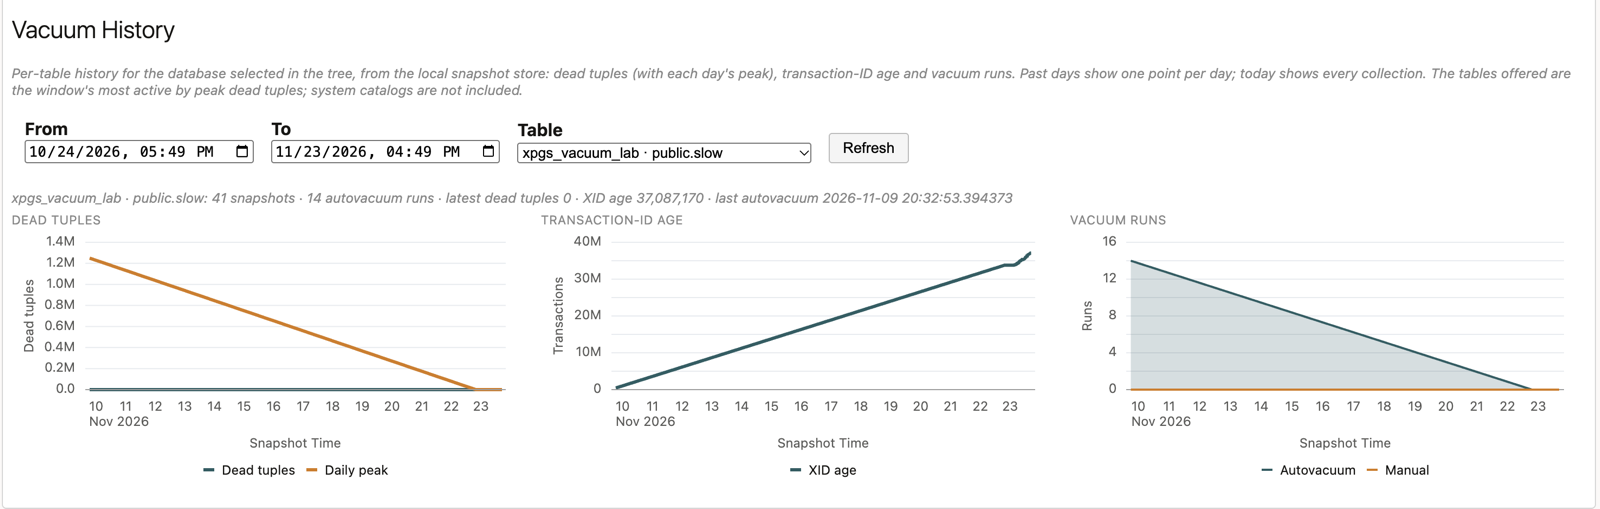 Vacuum History
Per-table history for the database selected in the tree, from the local snapshot store: dead tuples (with each day's peak), transaction-ID age and vacuum runs. Past days show one point per day; today shows every collection. The tables offered are
the window's most active by peak dead tuples; system catalogs are not included.
From To Table
10/24/2026, 05:49 PM 11/23/2026, 04:49 PM xpgs_vacuum_lab · public.slow Refresh
xpgs_vacuum_lab · public.slow: 41 snapshots · 14 autovacuum runs · latest dead tuples 0 · XID age 37,087,170 · last autovacuum 2026-11-09 20:32:53.394373
DEAD TUPLES
1.4M
1.2M
1.0M
0.8M
0.6M
0.4M
0.2M
0.0
Dead tuples
10 11 12 13 14 15 16 17 18 19 20 21 22 23
Nov 2026
Snapshot Time
Dead tuples Daily peak
TRANSACTION-ID AGE
40M
30M
20M
10M
0
Transactions
10 11 12 13 14 15 16 17 18 19 20 21 22 23
Nov 2026
Snapshot Time
XID age
VACUUM RUNS
16
12
8
4
0
Runs
10 11 12 13 14 15 16 17 18 19 20 21 22 23
Nov 2026
Snapshot Time
Autovacuum Manual